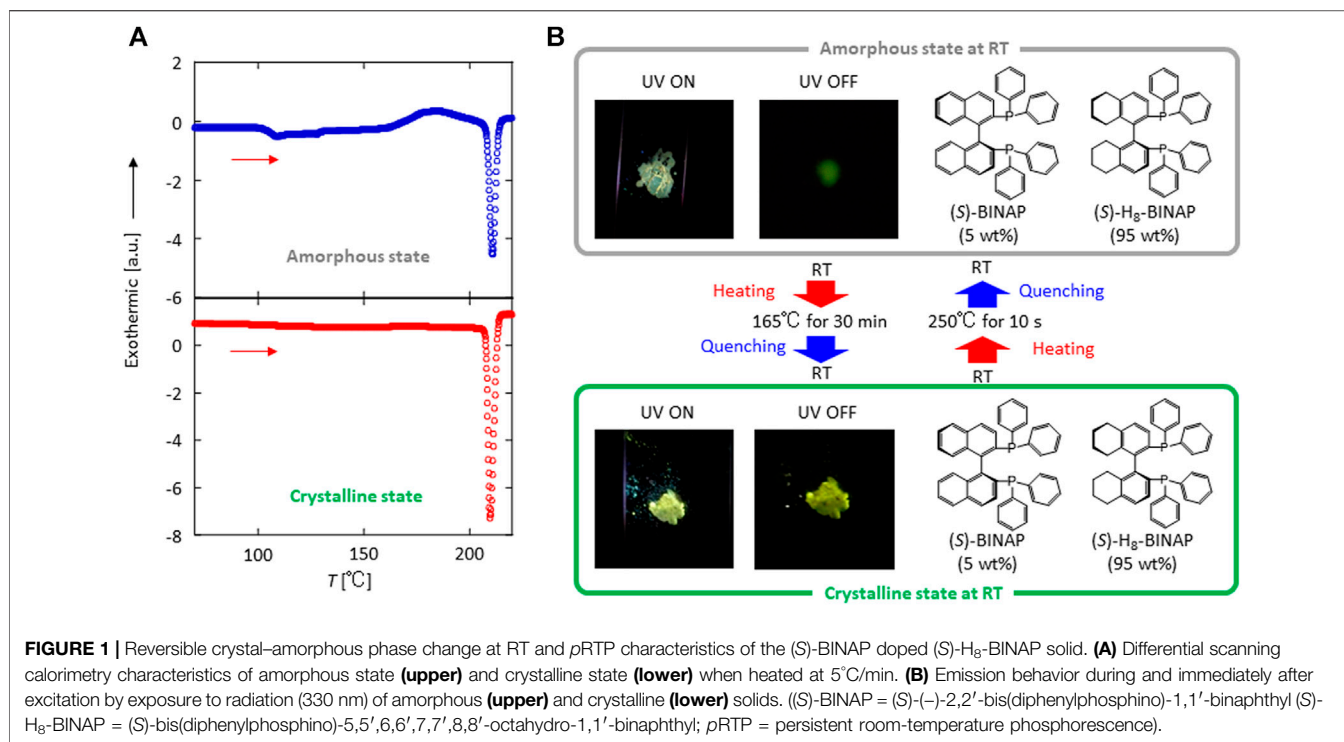 A
Exothermic [a.u.]
2
0
-2
-4
-6
Amorphous state
0
-2
-4
-6
-8
Crystalline state
100
150
200
T [°C]
B
Amorphous state at RT
UV ON
UV OFF
P
P
(S)-BINAP
(5 wt%)
P
P
(S)-H₈-BINAP
(95 wt%)
RT
Heating
165°C for 30 min
Quenching
RT
RT
Quenching
250°C for 10 s
Heating
RT
UV ON
UV OFF
P
P
(S)-BINAP
(5 wt%)
P
P
(S)-H₈-BINAP
(95 wt%)
Crystalline state at RT
FIGURE 1 | Reversible crystal–amorphous phase change at RT and pRTP characteristics of the (S)-BINAP doped (S)-H₈-BINAP solid. (A) Differential scanning
calorimetry characteristics of amorphous state (upper) and crystalline state (lower) when heated at 5°C/min. (B) Emission behavior during and immediately after
excitation by exposure to radiation (330 nm) of amorphous (upper) and crystalline (lower) solids. ((S)-BINAP = (S)-(−)-2,2′-bis(diphenylphosphino)-1,1′-binaphthyl (S)-
H₈-BINAP = (S)-bis(diphenylphosphino)-5,5′,6,6′,7,7′,8,8′-octahydro-1,1′-binaphthyl; pRTP = persistent room-temperature phosphorescence).